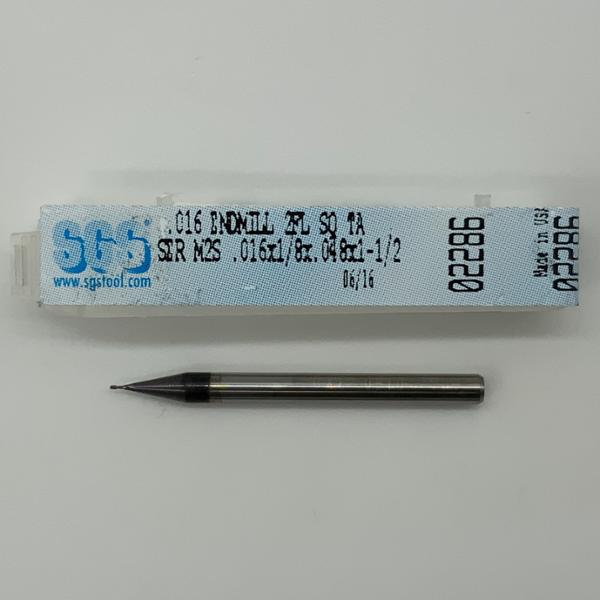 SGS®
www.sgstool.com
.016 ENDMILL 2FL SQ TA
SER M2S .016x1/8x.048x1-1/2
06/16
02286
Made in USA
02286